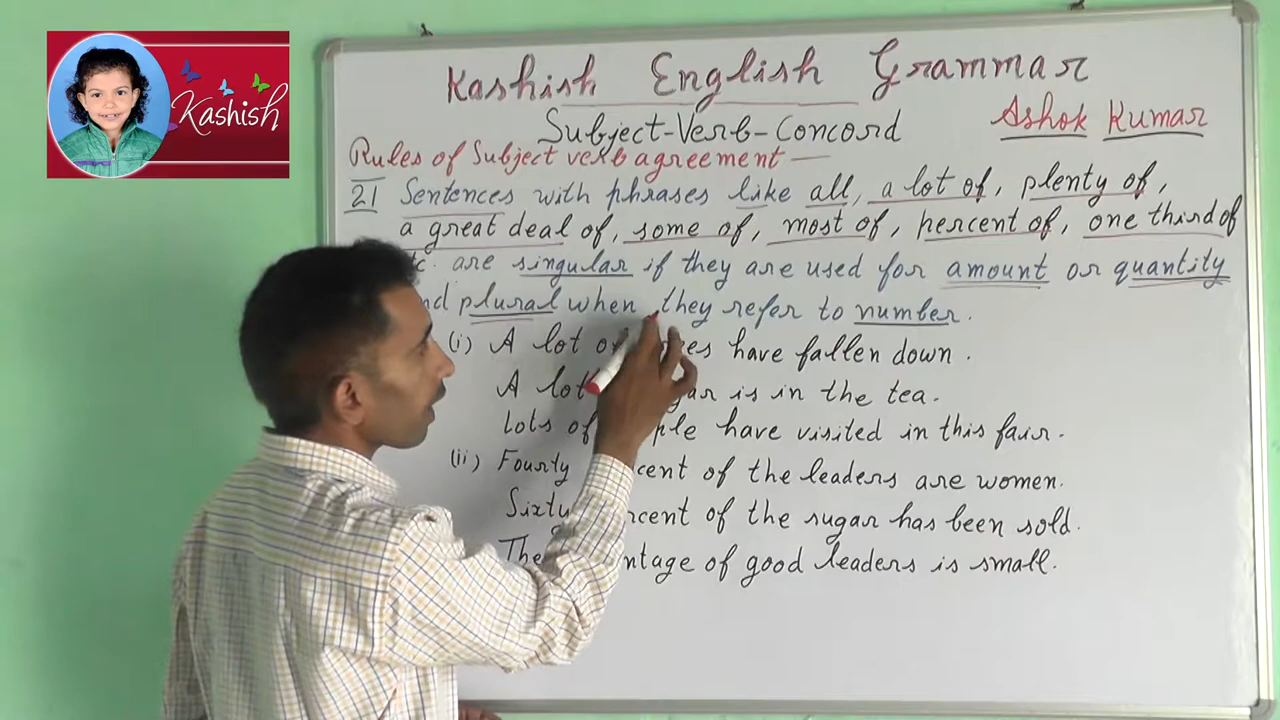 Kashish
Kashish English Grammar
Subject-Verb-Concord
Ashok Kumar
Rules of Subject verb agreement —
21 Sentences with phrases like all, a lot of, plenty of,
a great deal of, some of, most of, percent of, one third of
are singular if they are used for amount or quantity
plural when they refer to number.
(i) A lot have fallen down.
A lot is in the tea.
Lots of have visited in this fair.
(ii) Fourty of the leaders are women.
Sixty of the sugar has been sold.
of good leaders is small.